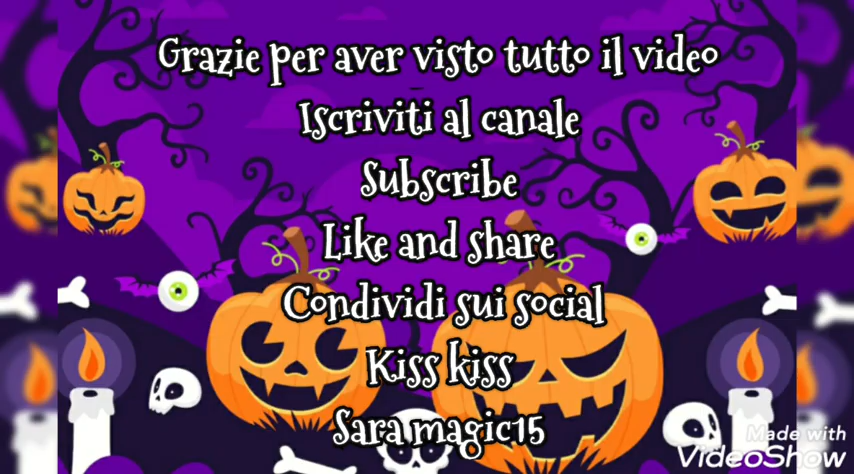 Grazie per aver visto tutto il video
Iscriviti al canale
Subscribe
Like and share
Condividi sui social
Kiss kiss
Sara magic15
Made with
VideoShow